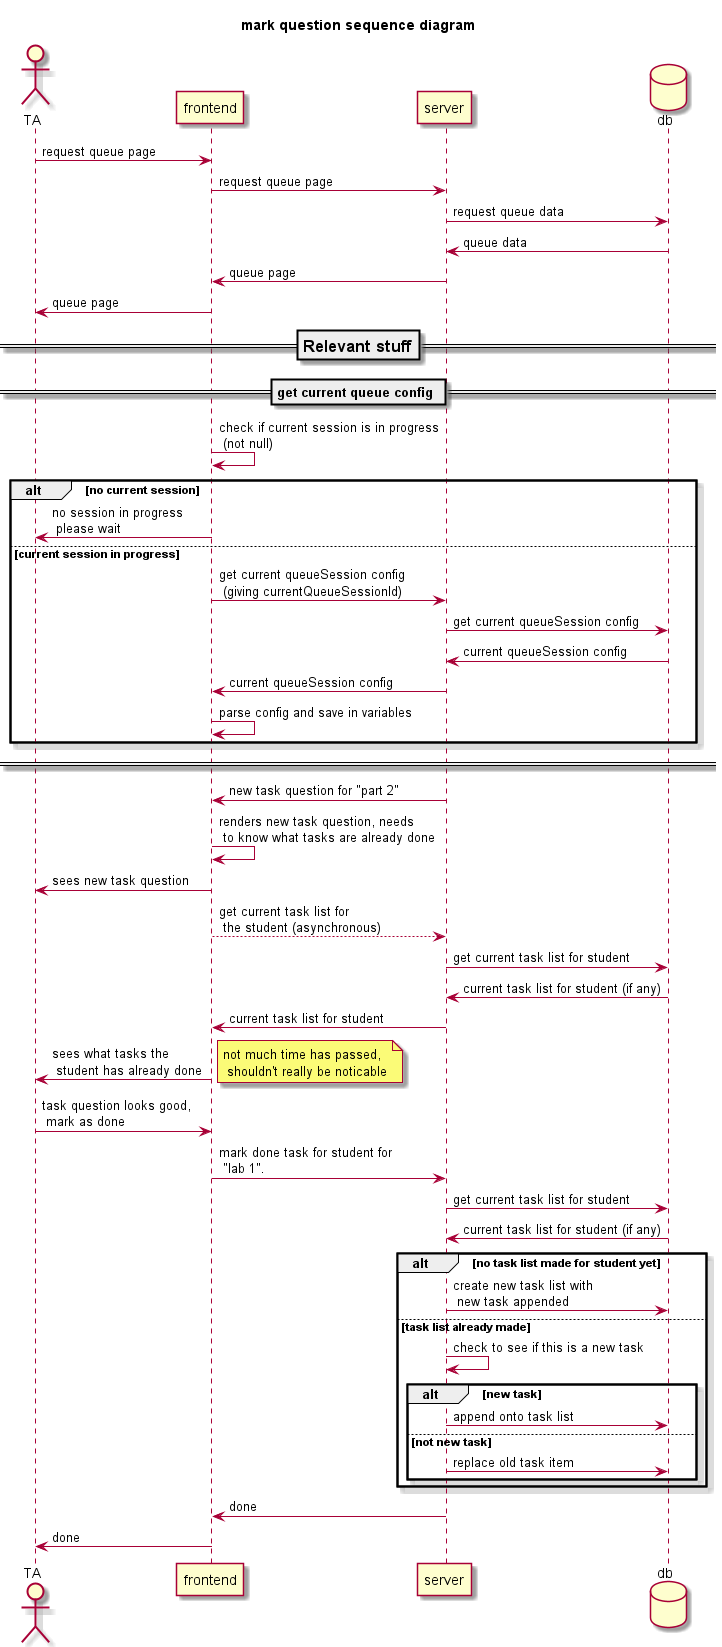 mark question sequence diagram
TA
frontend
server
db
request queue page
request queue page
request queue data
queue data
queue page
queue page
Relevant stuff
get current queue config
check if current session is in progress
(not null)
alt
[no current session]
no session in progress
please wait
[current session in progress]
get current queueSession config
(giving currentQueueSessionId)
get current queueSession config
current queueSession config
current queueSession config
parse config and save in variables
new task question for "part 2"
renders new task question, needs
to know what tasks are already done
sees new task question
get current task list for
the student (asynchronous)
get current task list for student
current task list for student (if any)
current task list for student
sees what tasks the
student has already done
not much time has passed,
shouldn't really be noticable
task question looks good,
mark as done
mark done task for student for
"lab 1".
get current task list for student
current task list for student (if any)
alt
[no task list made for student yet]
create new task list with
new task appended
[task list already made]
check to see if this is a new task
alt
[new task]
append onto task list
[not new task]
replace old task item
done
done
TA
frontend
server
db